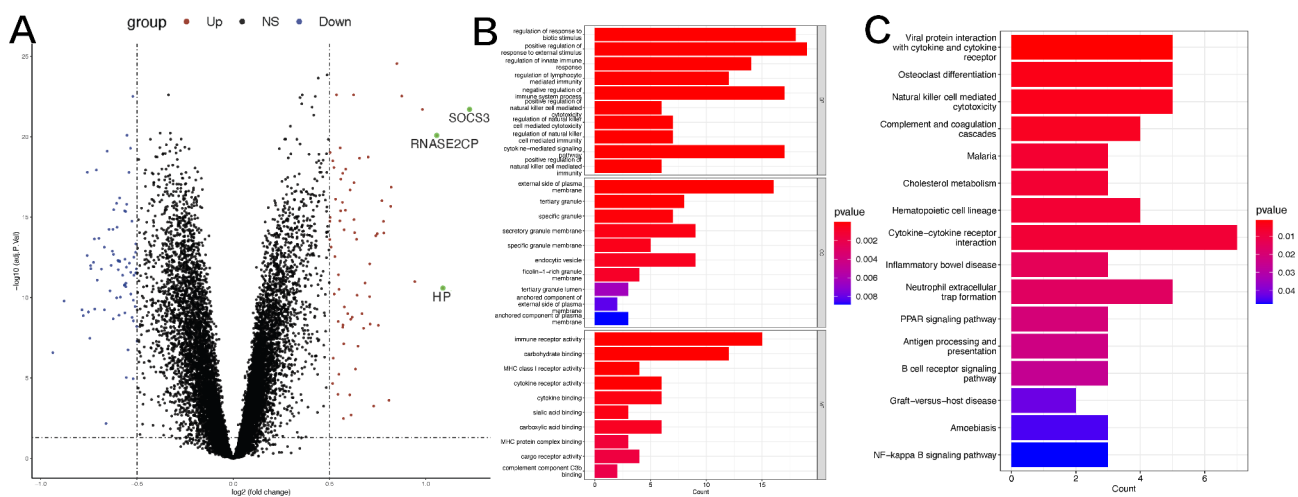 A
group
Up
NS
Down
25
20
15
10
5
0
−log10 (adj.P.Val)
SOCS3
RNASE2CP
HP
−1.0
−0.5
0.0
0.5
1.0
log2 (fold change)
B
regulation of response to
biotic stimulus
positive regulation of
response to external stimulus
regulation of innate immune
response
regulation of lymphocyte
mediated immunity
negative regulation of
immune system process
positive regulation of
natural killer cell mediated
cytotoxicity
regulation of natural killer
cell mediated cytotoxicity
regulation of natural killer
cell mediated immunity
cytokine−mediated signaling
pathway
positive regulation of
natural killer cell mediated
immunity
BP
external side of plasma
membrane
tertiary granule
specific granule
secretory granule membrane
specific granule membrane
endocytic vesicle
ficolin−1−rich granule
membrane
tertiary granule lumen
anchored component of
external side of plasma
membrane
anchored component of plasma
membrane
CC
immune receptor activity
carbohydrate binding
MHC class I receptor activity
cytokine receptor activity
cytokine binding
sialic acid binding
carboxylic acid binding
MHC protein complex binding
cargo receptor activity
complement component C3b
binding
MF
0
5
10
15
Count
pvalue
0.002
0.004
0.006
0.008
C
Viral protein interaction
with cytokine and cytokine
receptor
Osteoclast differentiation
Natural killer cell mediated
cytotoxicity
Complement and coagulation
cascades
Malaria
Cholesterol metabolism
Hematopoietic cell lineage
Cytokine−cytokine receptor
interaction
Inflammatory bowel disease
Neutrophil extracellular
trap formation
PPAR signaling pathway
Antigen processing and
presentation
B cell receptor signaling
pathway
Graft−versus−host disease
Amoebiasis
NF−kappa B signaling pathway
0
2
4
6
Count
pvalue
0.01
0.02
0.03
0.04